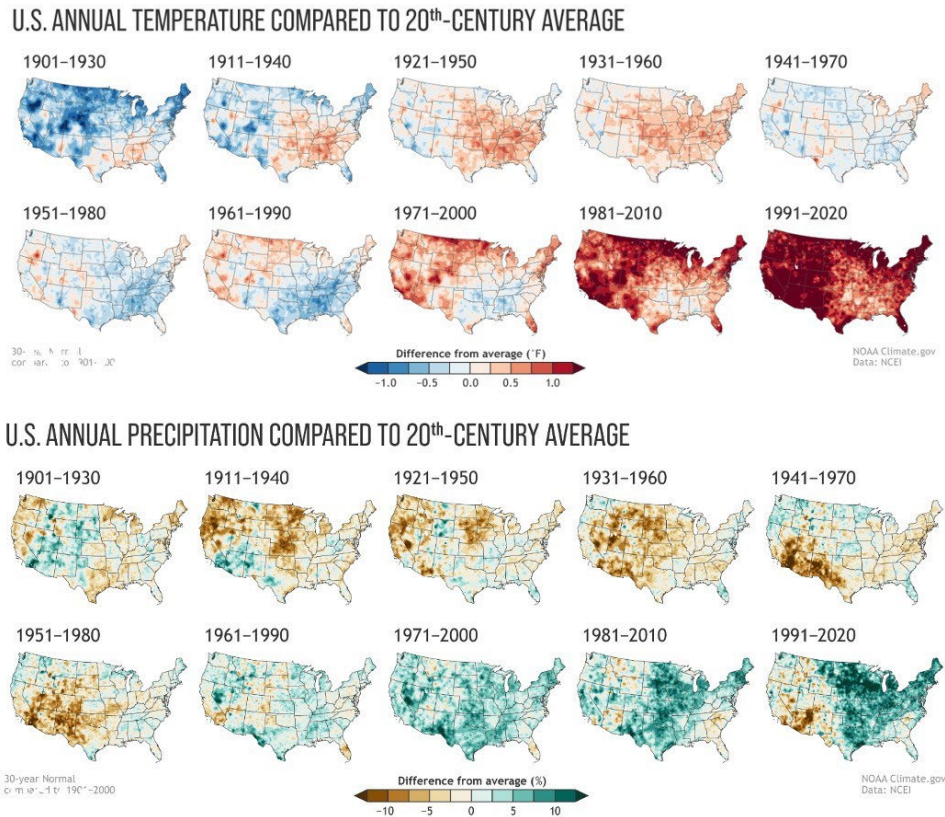 U.S. ANNUAL TEMPERATURE COMPARED TO 20th-CENTURY AVERAGE
1901–1930 1911–1940 1921–1950 1931–1960 1941–1970
1951–1980 1961–1990 1971–2000 1981–2010 1991–2020
Difference from average (°F)
-1.0 -0.5 0.0 0.5 1.0
NOAA Climate.gov
Data: NCEI
U.S. ANNUAL PRECIPITATION COMPARED TO 20th-CENTURY AVERAGE
1901–1930 1911–1940 1921–1950 1931–1960 1941–1970
1951–1980 1961–1990 1971–2000 1981–2010 1991–2020
30-year Normal
Difference from average (%)
-10 -5 0 5 10
NOAA Climate.gov
Data: NCEI